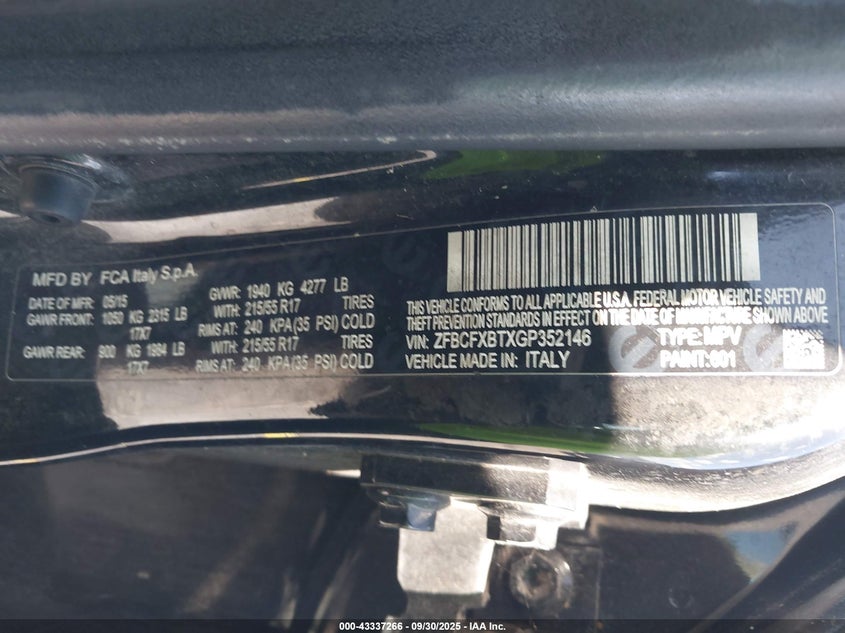 MFD BY FCA Italy S.p.A.
DATE OF MFR 05/15 GVWR: 1940 KG 4277 LB
GAWR FRONT: 1050 KG 2315 LB WITH: 215/55 R17 TIRES
17X7 RIMS AT: 240 KPA (35 PSI) COLD
GAWR REAR: 900 KG 1984 LB WITH: 215/55 R17 TIRES
17X7 RIMS AT: 240 KPA (35 PSI) COLD
THIS VEHICLE CONFORMS TO ALL APPLICABLE U.S.A. FEDERAL MOTOR VEHICLE SAFETY AND
THEFT PREVENTION STANDARDS IN EFFECT ON THE DATE OF MANUFACTURE SHOWN ABOVE
VIN: ZFBCFXBTXGP352146 TYPE: MPV
VEHICLE MADE IN: ITALY PAINT: 601
000-43337266 - 09/30/2025 - IAA Inc.